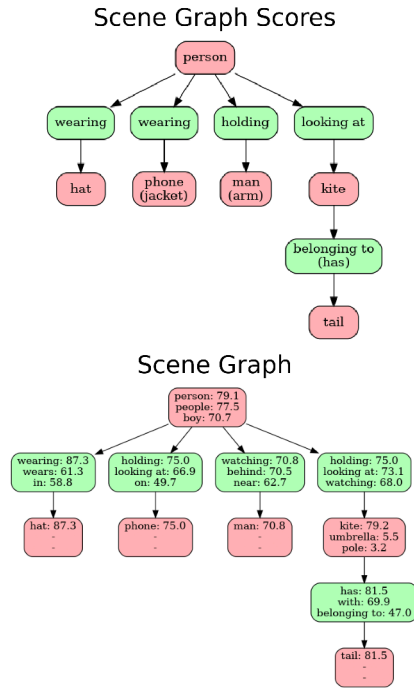 Scene Graph Scores
person
wearing wearing holding looking at
hat phone (jacket) man (arm) kite
belonging to
(has)
tail
Scene Graph
person: 79.1
people: 77.5
boy: 70.7
wearing: 87.3
wears: 61.3
in: 58.8
holding: 75.0
looking at: 66.9
on: 49.7
watching: 70.8
behind: 70.5
near: 62.7
holding: 75.0
looking at: 73.1
watching: 68.0
hat: 87.3
-
-
phone: 75.0
-
-
man: 70.8
-
-
kite: 79.2
umbrella: 5.5
pole: 3.2
has: 81.5
with: 69.9
belonging to: 47.0
tail: 81.5
-
-